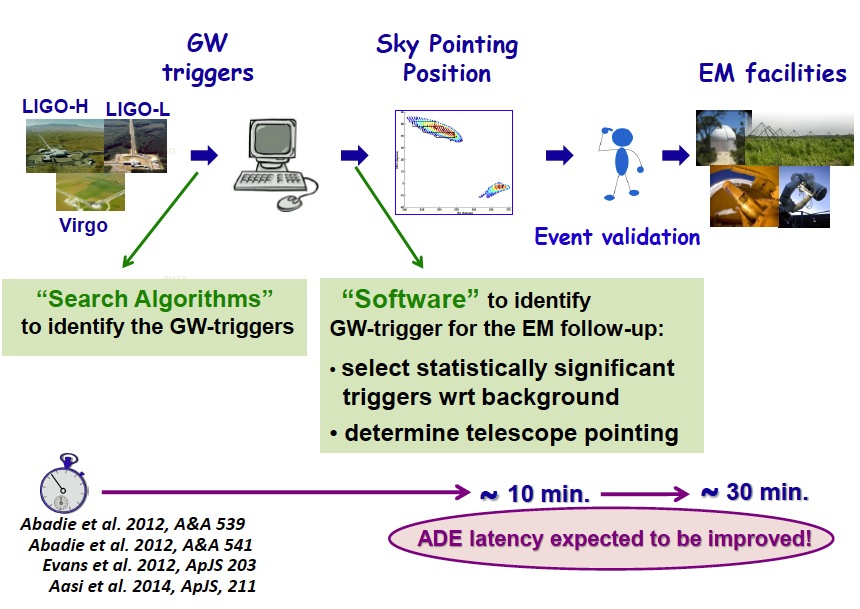 GW
triggers
Sky Pointing
Position
EM facilities
LIGO-H
LIGO-L
Virgo
Event validation
“Search Algorithms”
to identify the GW-triggers
“Software” to identify
GW-trigger for the EM follow-up:
• select statistically significant
triggers wrt background
• determine telescope pointing
~ 10 min.
~ 30 min.
Abadie et al. 2012, A&A 539
Abadie et al. 2012, A&A 541
Evans et al. 2012, ApJS 203
Aasi et al. 2014, ApJS, 211
ADE latency expected to be improved!